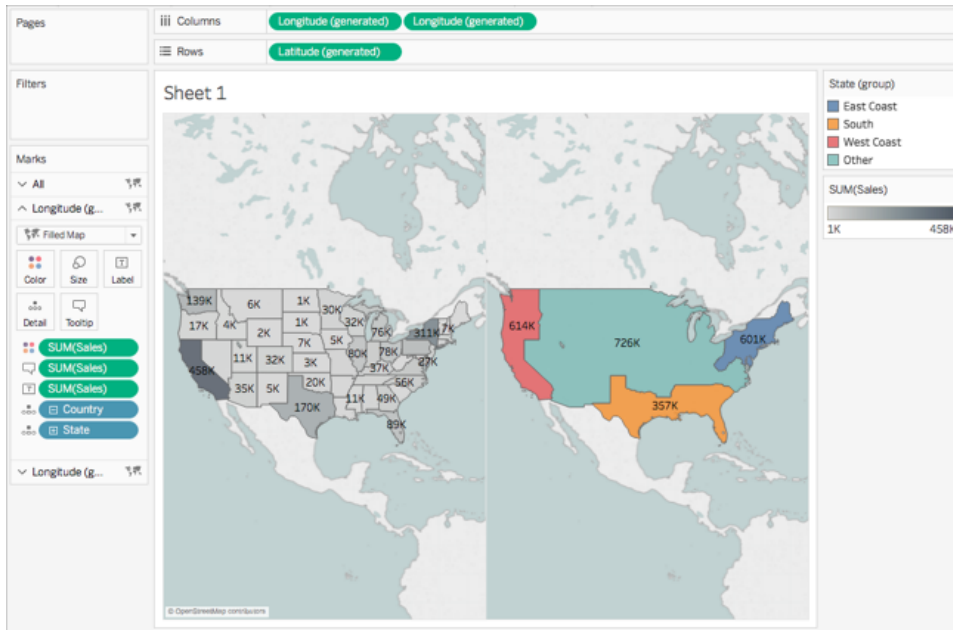 Pages
Columns
Longitude (generated) Longitude (generated)
Rows
Latitude (generated)
Filters
Marks
All
Longitude (g...
Filled Map
Color Size Label
Detail Tooltip
SUM(Sales)
SUM(Sales)
SUM(Sales)
Country
State
Longitude (g...
Sheet 1
139K 6K 1K 30K
17K 4K 1K 32K 76K 311K 7K
2K 7K 5K
458K 11K 32K 3K 80K 78K 27K
37K
35K 5K 20K 56K
170K 11K 49K
89K
© OpenStreetMap contributors
614K 726K 601K
357K
State (group)
East Coast
South
West Coast
Other
SUM(Sales)
1K 458K